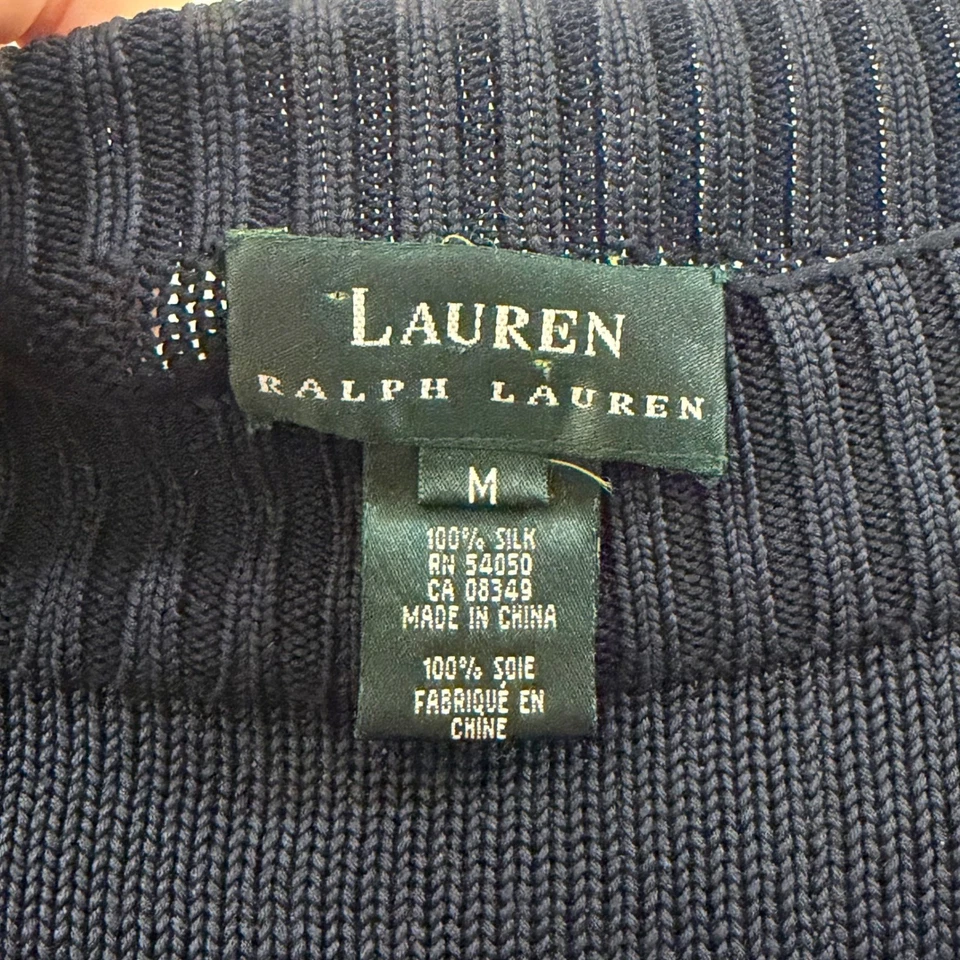 LAUREN
RALPH LAUREN
M
100% SILK
RN 54050
CA 08349
MADE IN CHINA
100% SOIE
FABRIQUÉ EN
CHINE